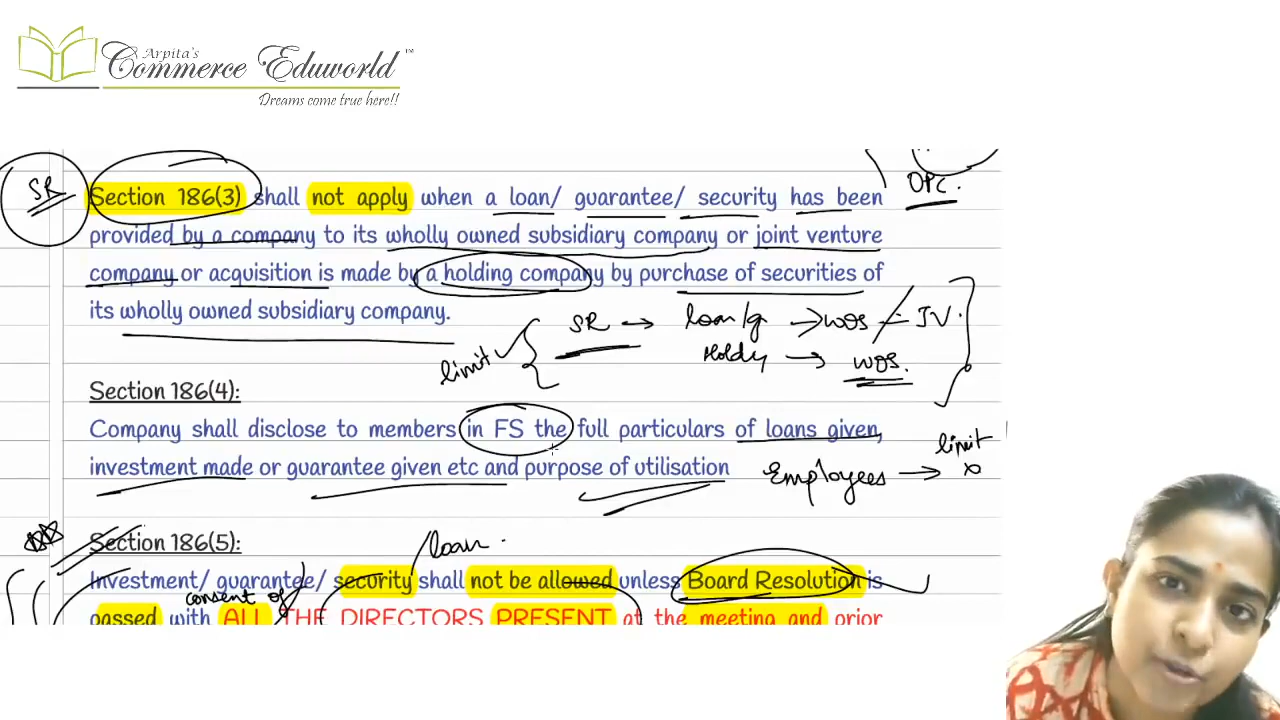 Arpita's
Commerce Eduworld™
Dreams come true here!!
SR
OPC.
Section 186(3) shall not apply when a loan/ guarantee/ security has been
provided by a company to its wholly owned subsidiary company or joint venture
company or acquisition is made by a holding company by purchase of securities of
its wholly owned subsidiary company.
SR → loan/g → WOS - JV.
limit
Holdg → WOS.
Section 186(4):
Company shall disclose to members in FS the full particulars of loans given,
investment made or guarantee given etc and purpose of utilisation
Employees → limit x
Section 186(5):
loan.
Investment/ guarantee/ security shall not be allowed unless Board Resolution is
consent of
passed with ALL THE DIRECTORS PRESENT at the meeting and prior